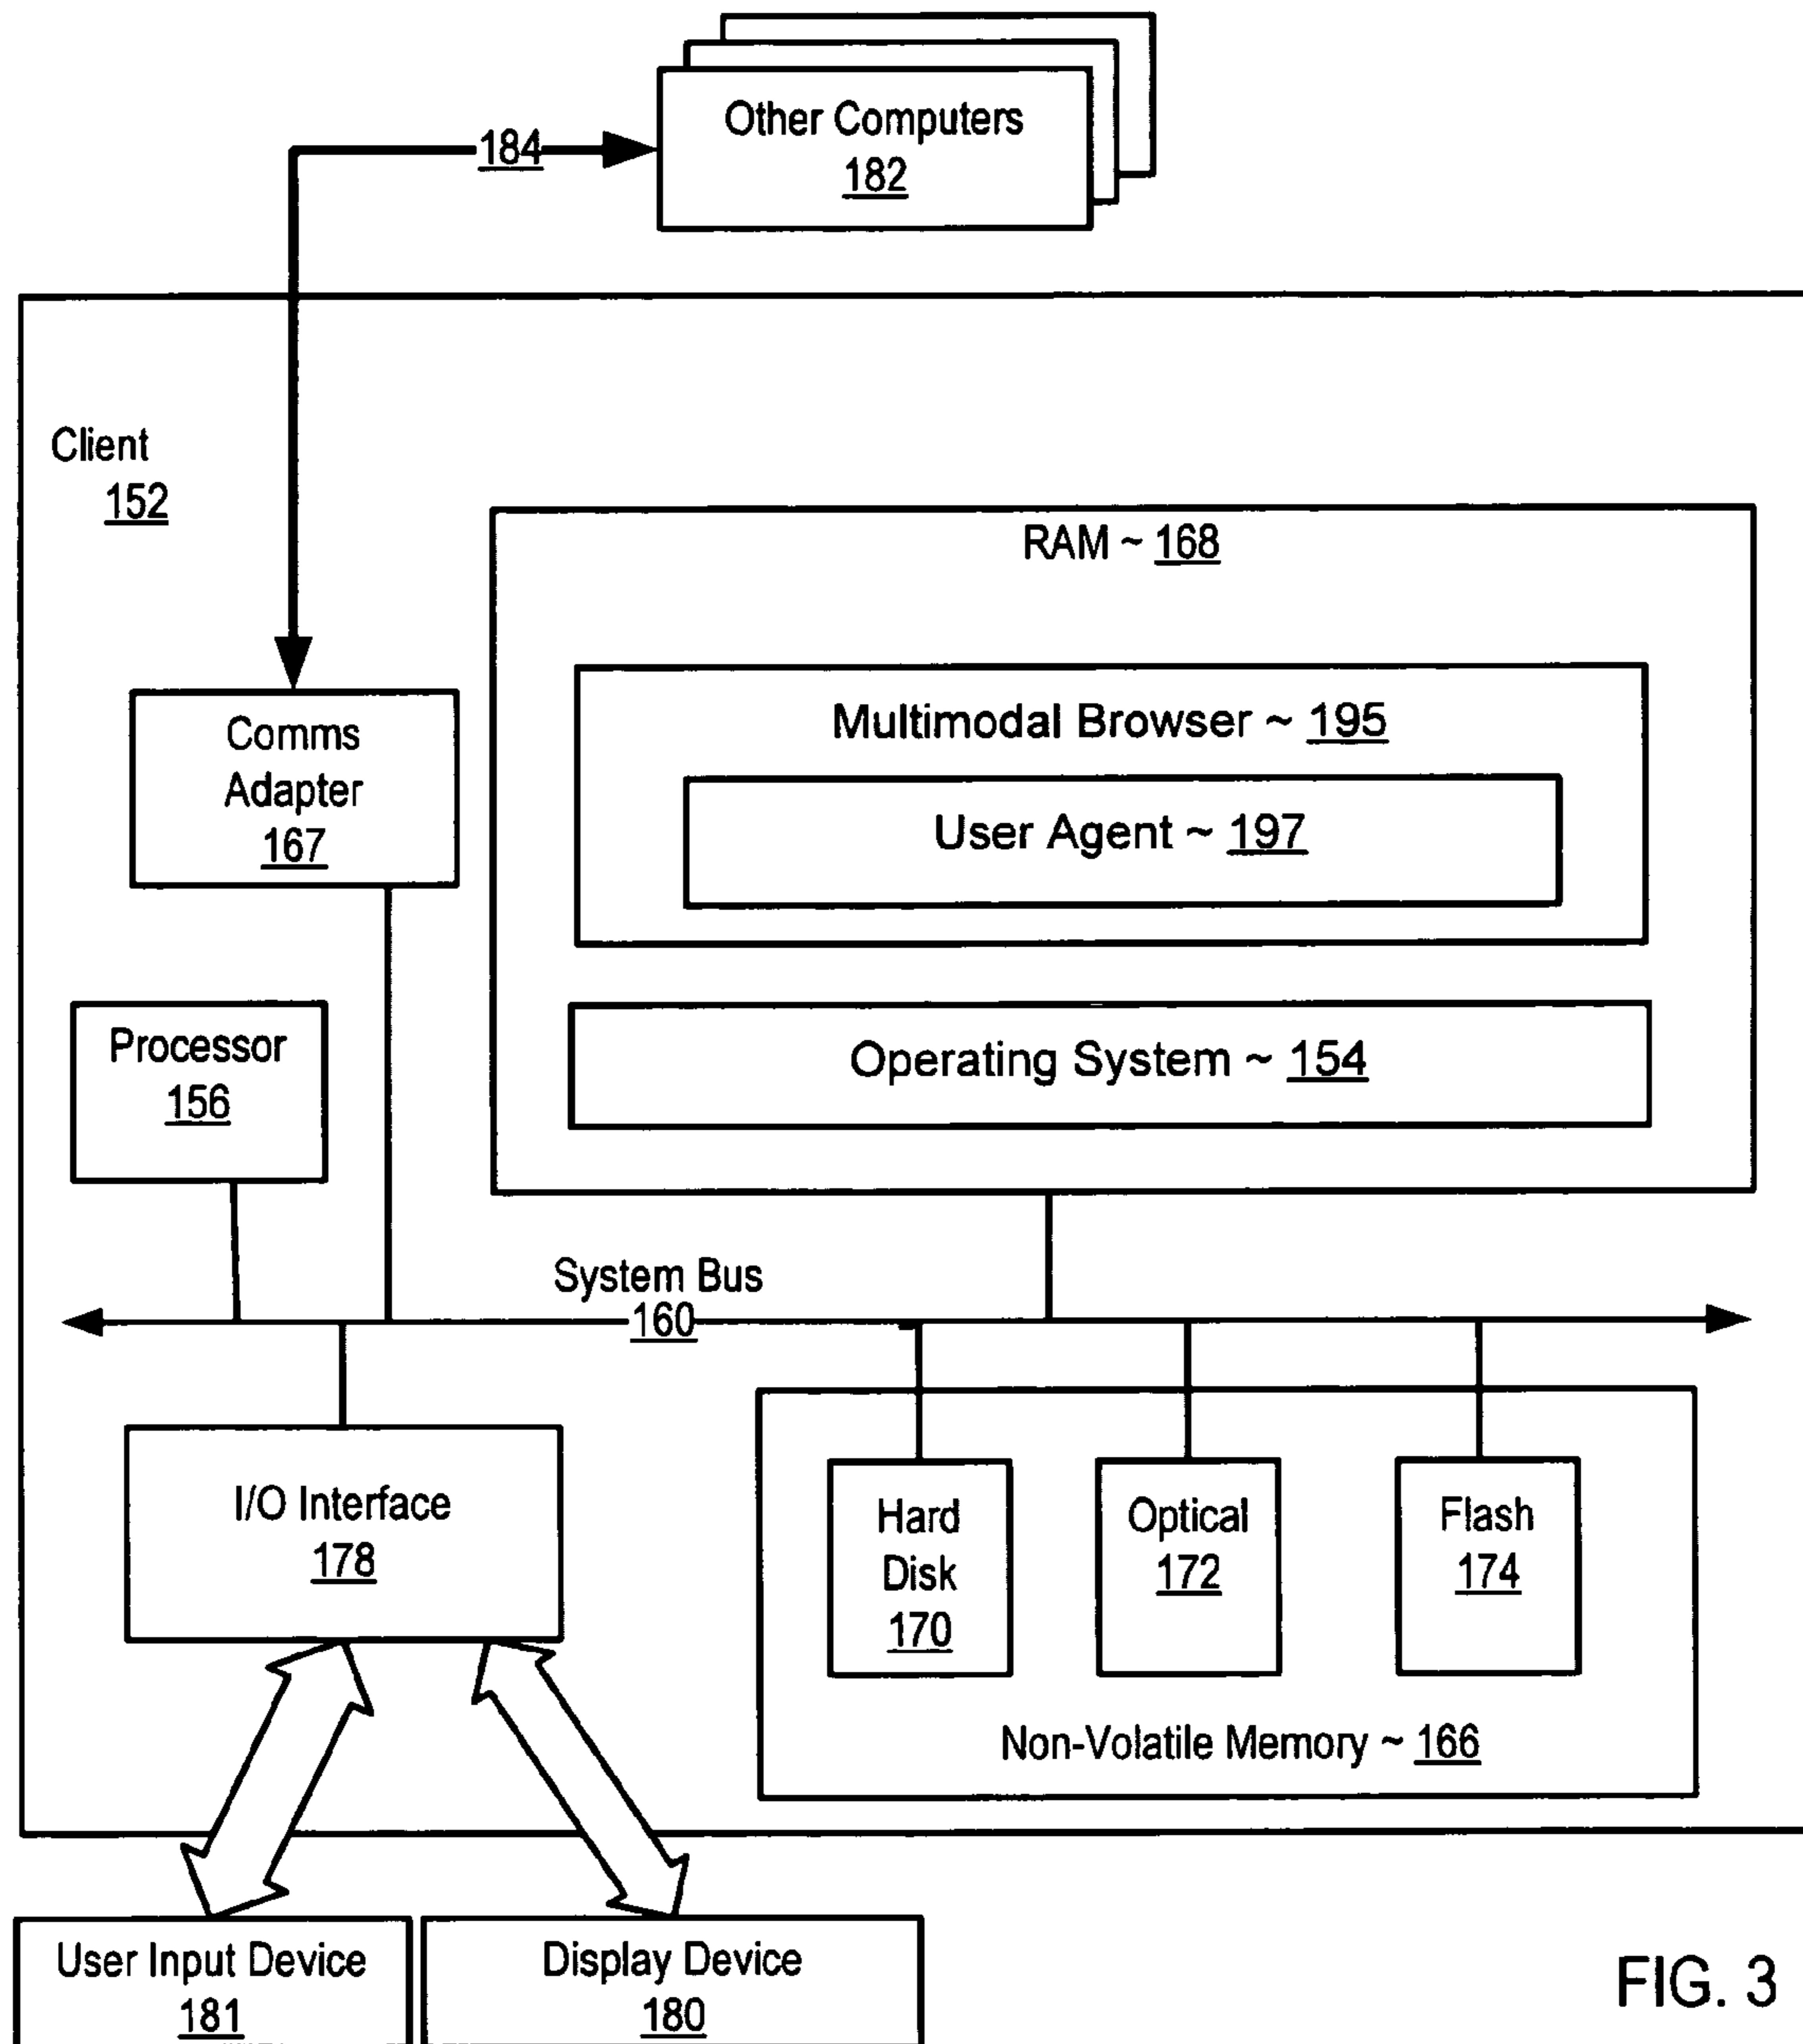 Other Computers
182
184
Client
152
RAM ~ 168
Comms
Adapter
167
Multimodal Browser ~ 195
User Agent ~ 197
Processor
156
Operating System ~ 154
System Bus
160
I/O Interface
178
Hard
Disk
170
Optical
172
Flash
174
Non-Volatile Memory ~ 166
User Input Device
181
Display Device
180
FIG. 3